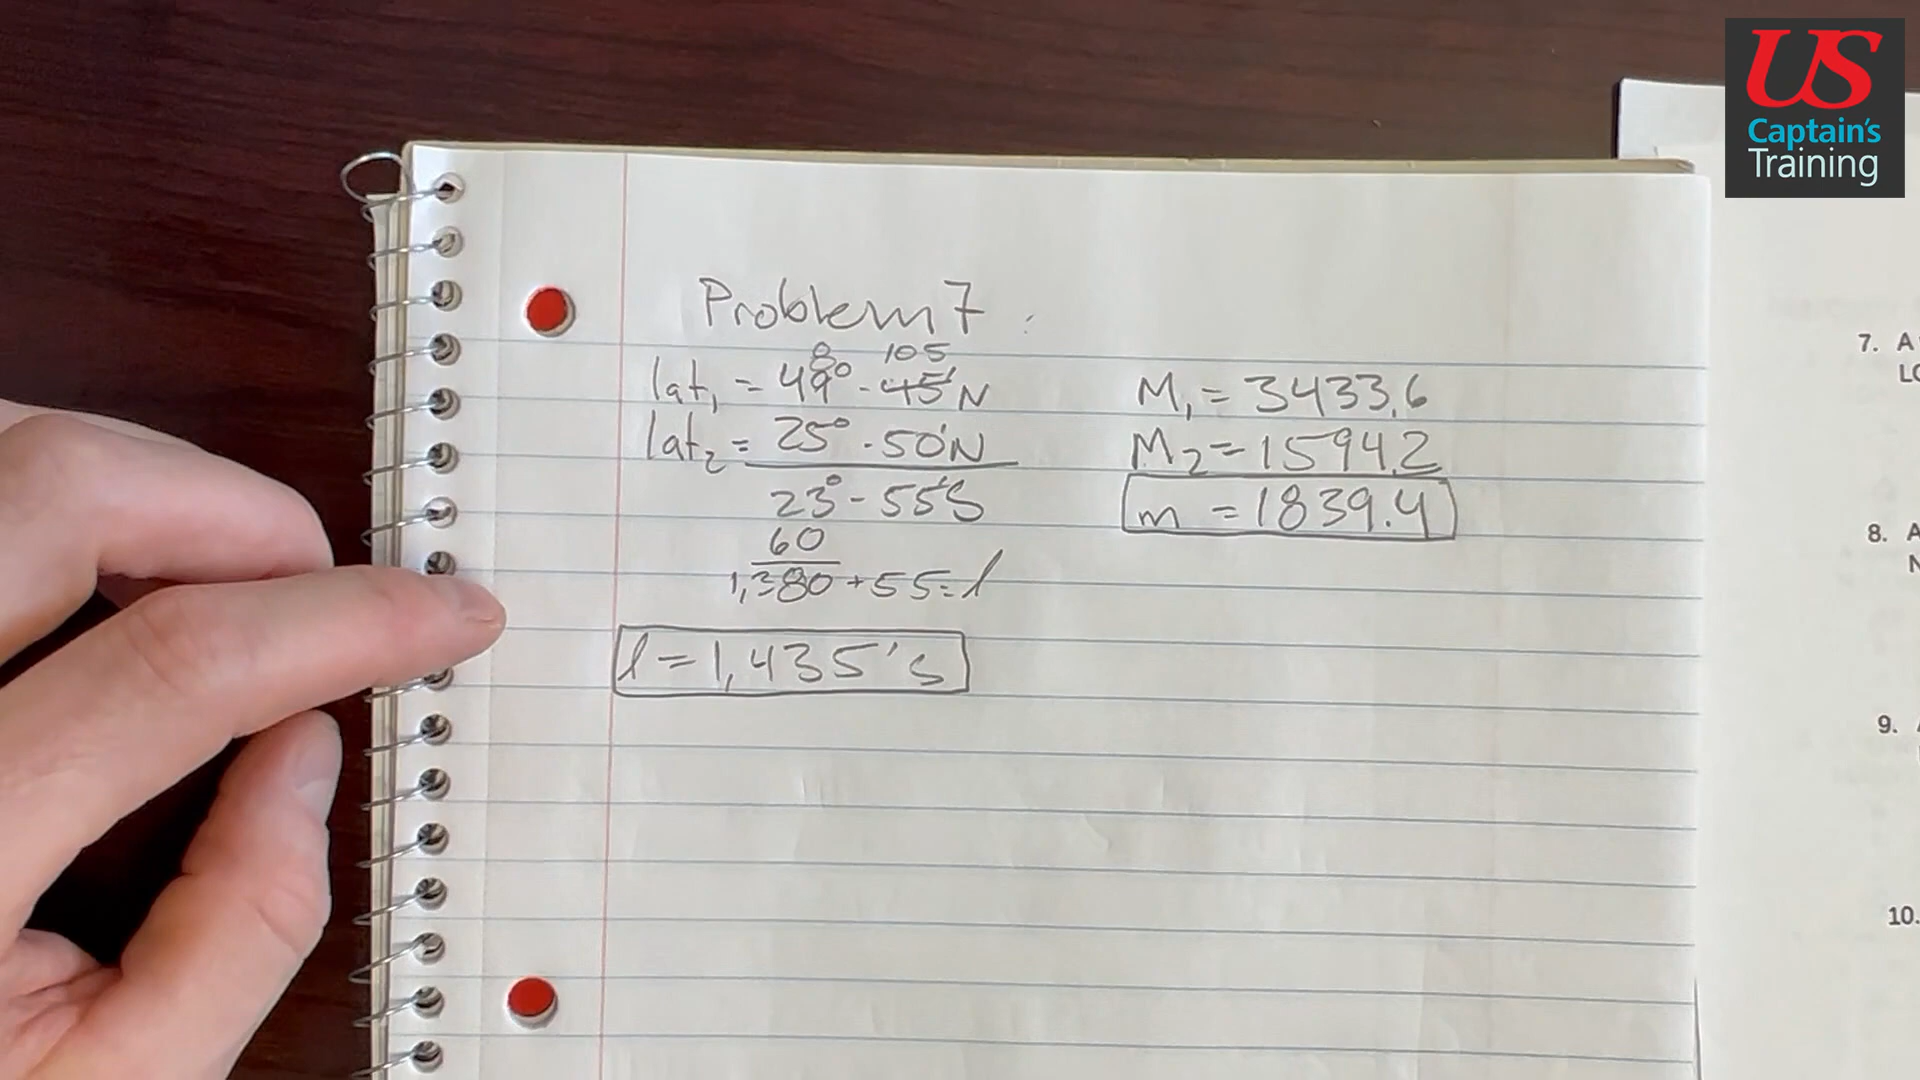 US
Captain's
Training
Problem 7
8 105
lat₁ = 49° - 45' N
lat₂ = 25° - 50' N
23° - 55' S
60
1,380 + 55 = l
l = 1,435' S
M₁ = 3433.6
M₂ = 1594.2
m = 1839.4
7. A
LO
8. A
N
9.
10.